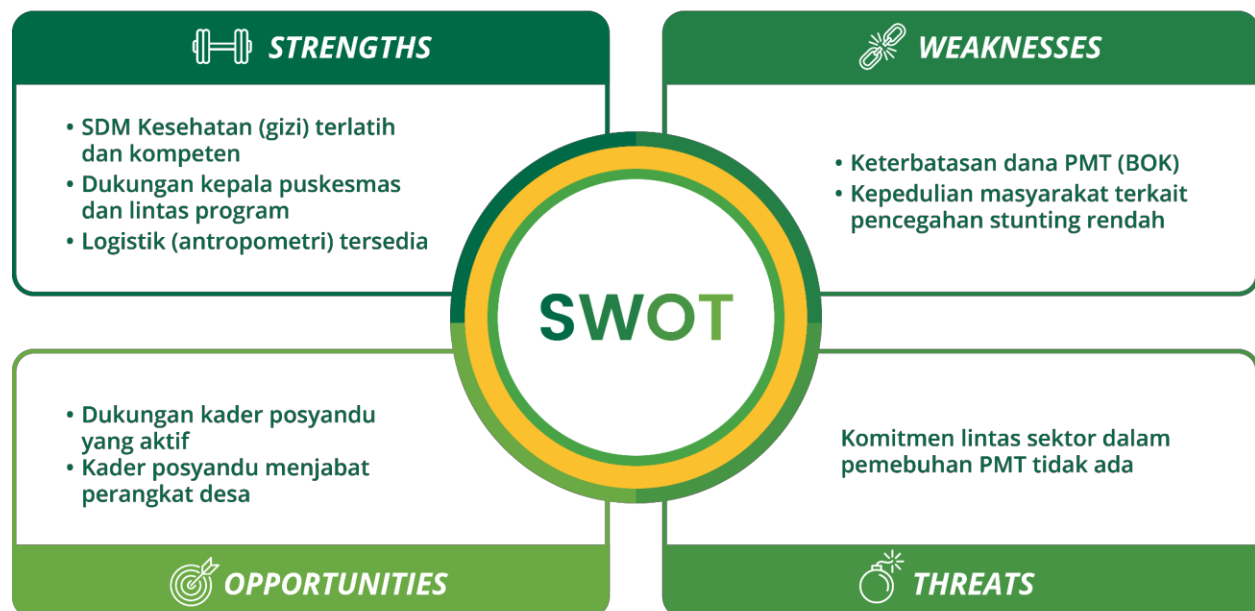 STRENGTHS
• SDM Kesehatan (gizi) terlatih
dan kompeten
• Dukungan kepala puskesmas
dan lintas program
• Logistik (antropometri) tersedia
WEAKNESSES
• Keterbatasan dana PMT (BOK)
• Kepedulian masyarakat terkait
pencegahan stunting rendah
SWOT
• Dukungan kader posyandu
yang aktif
• Kader posyandu menjabat
perangkat desa
OPPORTUNITIES
Komitmen lintas sektor dalam
pemebuhan PMT tidak ada
THREATS